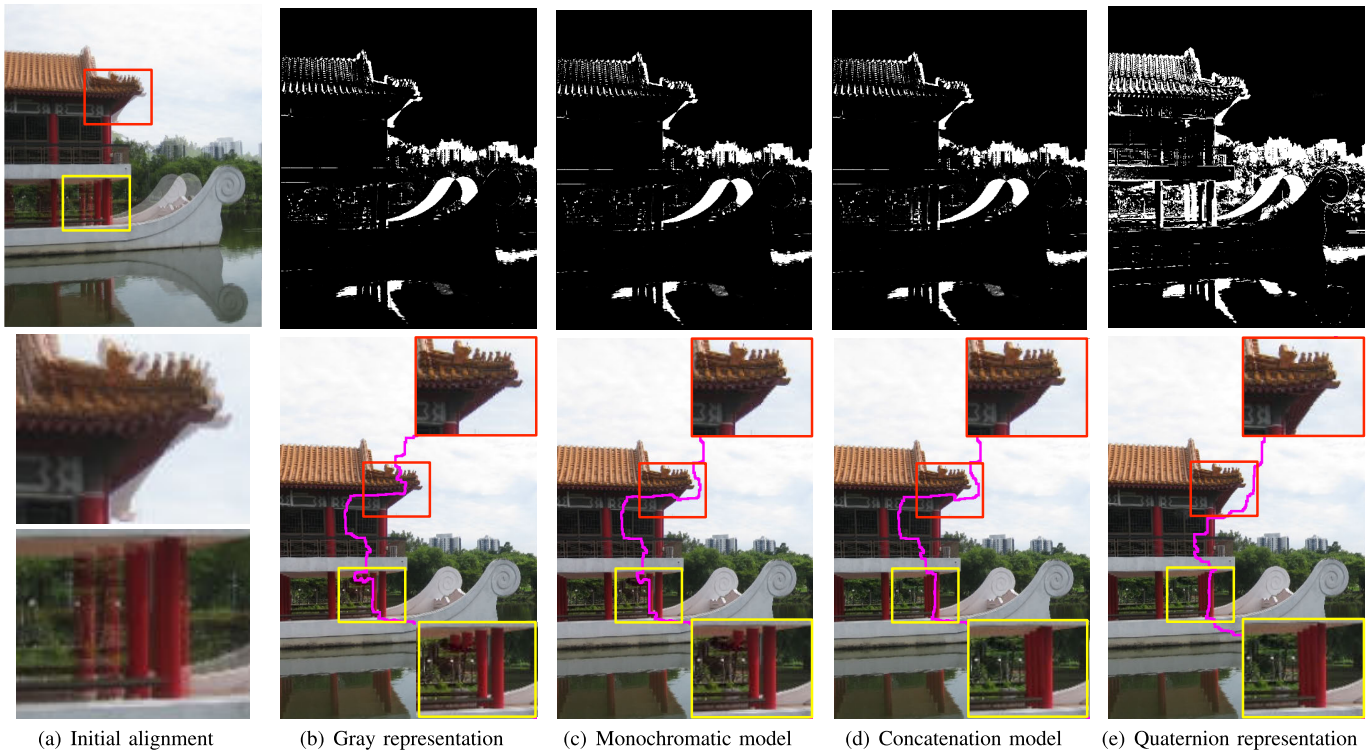 (a) Initial alignment
(b) Gray representation
(c) Monochromatic model
(d) Concatenation model
(e) Quaternion representation